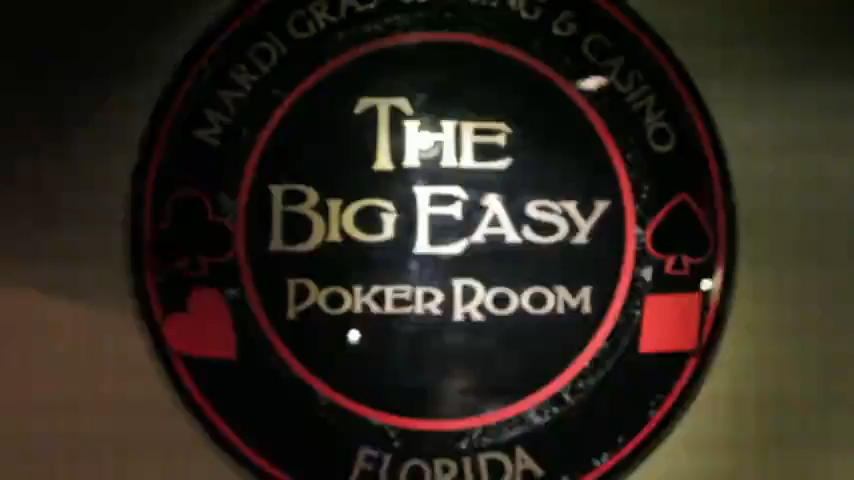 MARDI GRAS & CASINO
THE
BIG EASY
POKER ROOM
FLORIDA